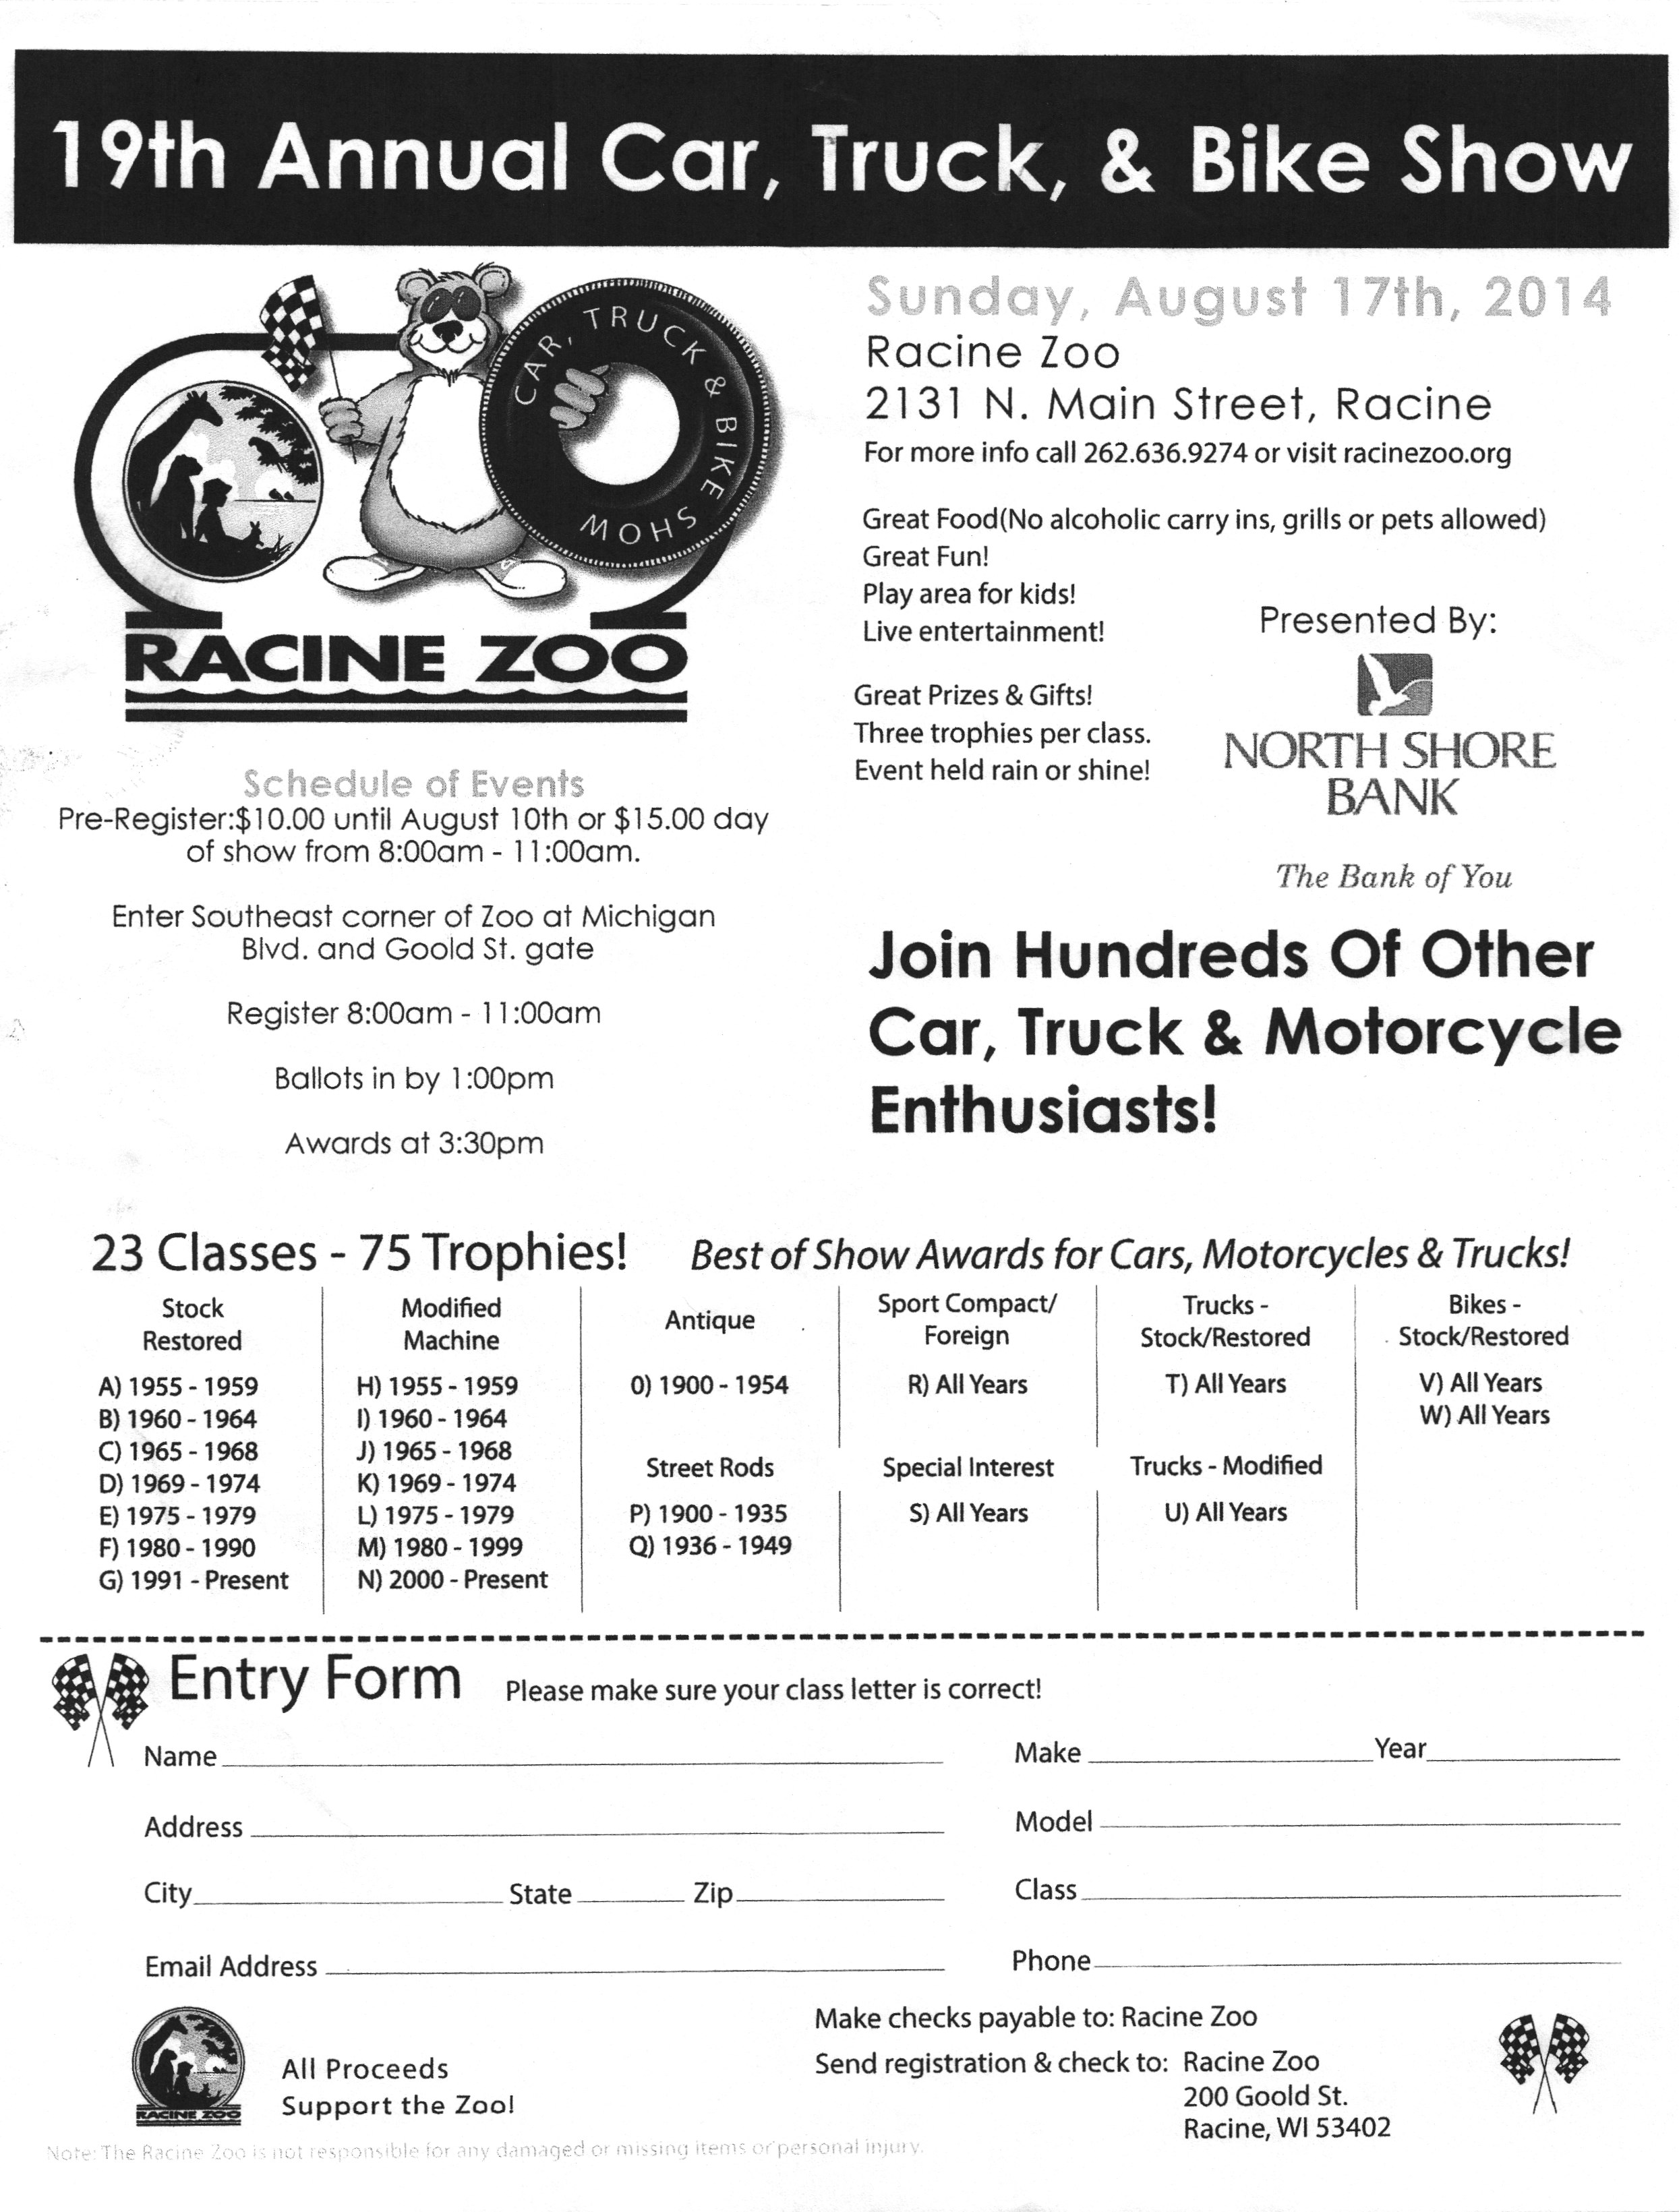 19th Annual Car, Truck, & Bike Show
CAR, TRUCK & BIKE SHOW
RACINE ZOO
Sunday, August 17th, 2014
Racine Zoo
2131 N. Main Street, Racine
For more info call 262.636.9274 or visit racinezoo.org
Great Food(No alcoholic carry ins, grills or pets allowed)
Great Fun!
Play area for kids!
Live entertainment!
Great Prizes & Gifts!
Three trophies per class.
Event held rain or shine!
Presented By:
NORTH SHORE
BANK
The Bank of You
Schedule of Events
Pre-Register:$10.00 until August 10th or $15.00 day
of show from 8:00am - 11:00am.
Enter Southeast corner of Zoo at Michigan
Blvd. and Goold St. gate
Register 8:00am - 11:00am
Ballots in by 1:00pm
Awards at 3:30pm
Join Hundreds Of Other
Car, Truck & Motorcycle
Enthusiasts!
23 Classes - 75 Trophies!
Best of Show Awards for Cars, Motorcycles & Trucks!
Stock
Restored
A) 1955 - 1959
B) 1960 - 1964
C) 1965 - 1968
D) 1969 - 1974
E) 1975 - 1979
F) 1980 - 1990
G) 1991 - Present
Modified
Machine
H) 1955 - 1959
I) 1960 - 1964
J) 1965 - 1968
K) 1969 - 1974
L) 1975 - 1979
M) 1980 - 1999
N) 2000 - Present
Antique
0) 1900 - 1954
Street Rods
P) 1900 - 1935
Q) 1936 - 1949
Sport Compact/
Foreign
R) All Years
Special Interest
S) All Years
Trucks -
Stock/Restored
T) All Years
Trucks - Modified
U) All Years
Bikes -
Stock/Restored
V) All Years
W) All Years
Entry Form Please make sure your class letter is correct!
Name
Make Year
Address
Model
City State Zip
Class
Email Address
Phone
RACINE ZOO
All Proceeds
Support the Zoo!
Make checks payable to: Racine Zoo
Send registration & check to: Racine Zoo
200 Goold St.
Racine, WI 53402
Note: The Racine Zoo is not responsible for any damaged or missing items or personal injury.